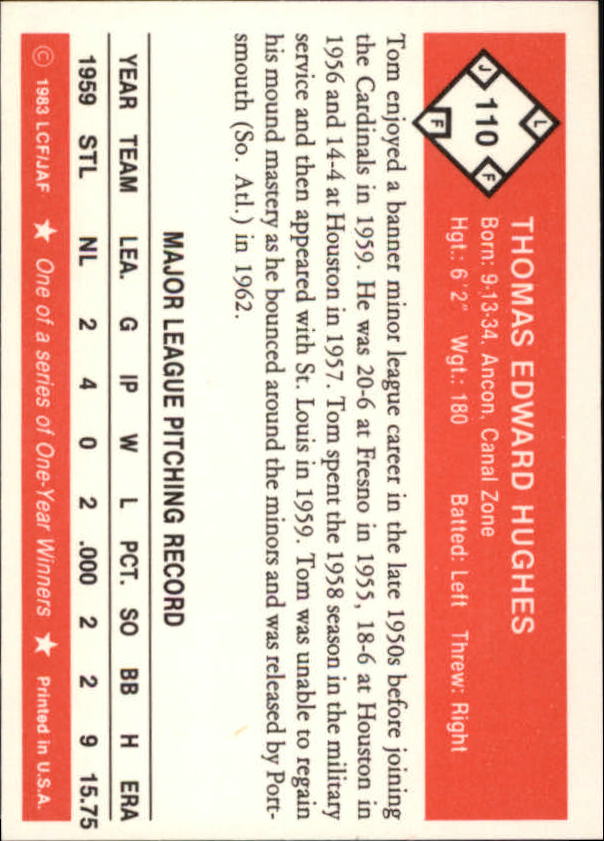 L
J 110 F
F
THOMAS EDWARD HUGHES
Born: 9-13-34, Ancon, Canal Zone
Hgt.: 6'2" Wgt.: 180 Batted: Left Threw: Right
Tom enjoyed a banner minor league career in the late 1950s before joining
the Cardinals in 1959. He was 20-6 at Fresno in 1955, 18-6 at Houston in
1956 and 14-4 at Houston in 1957. Tom spent the 1958 season in the military
service and then appeared with St. Louis in 1959. Tom was unable to regain
his mound mastery as he bounced around the minors and was released by Port-
smouth (So. Atl.) in 1962.
MAJOR LEAGUE PITCHING RECORD
YEAR TEAM LEA. G IP W L PCT. SO BB H ERA
1959 STL NL 2 4 0 2 .000 2 2 9 15.75
© 1983 LCF/JAF ★ One of a series of One-Year Winners ★ Printed in U.S.A.